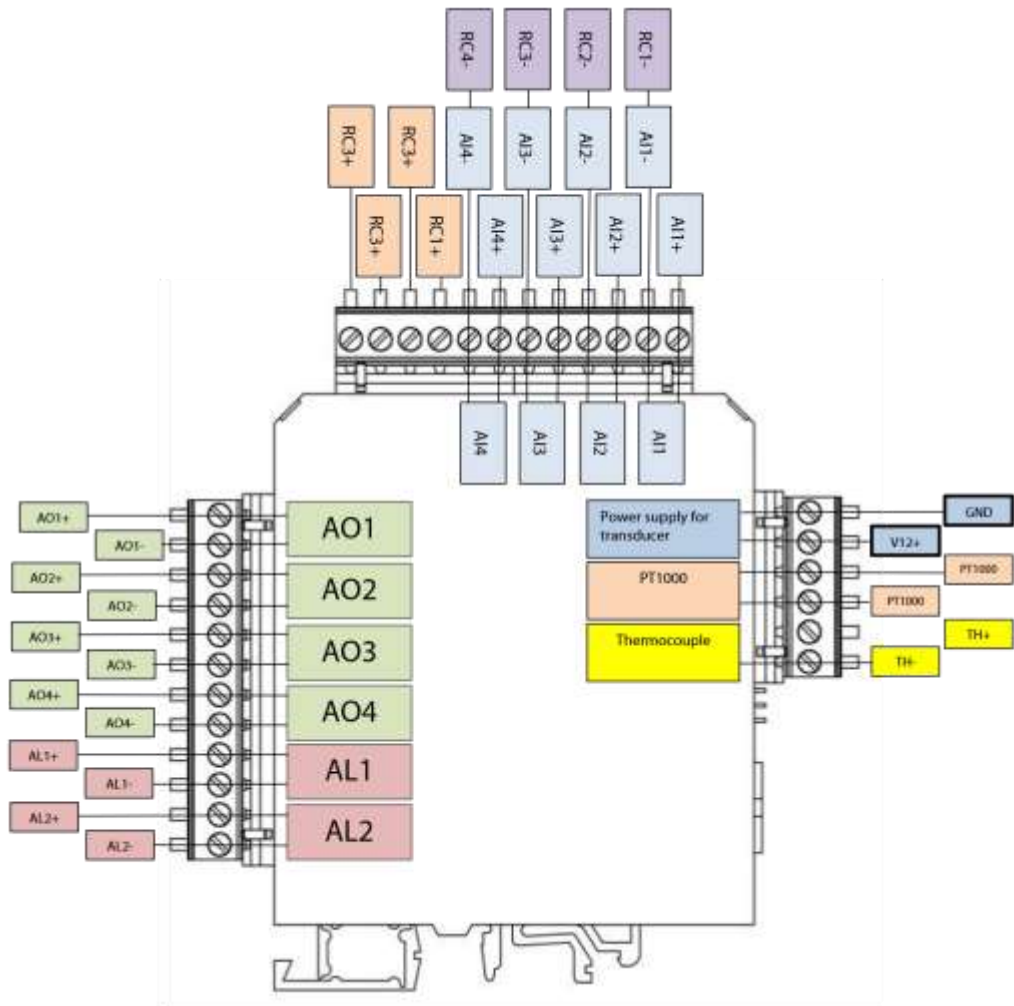 RC4-
RC3-
RC2-
RC1-
RC3+
RC3+
AI4-
AI3-
AI2-
AI1-
RC3+
RC1+
AI4+
AI3+
AI2+
AI1+
AI4
AI3
AI2
AI1
AO1+
AO1-
AO2+
AO2-
AO3+
AO3-
AO4+
AO4-
AL1+
AL1-
AL2+
AL2-
AO1
AO2
AO3
AO4
AL1
AL2
Power supply for
transducer
PT1000
Thermocouple
GND
V12+
PT1000
PT1000
TH+
TH-